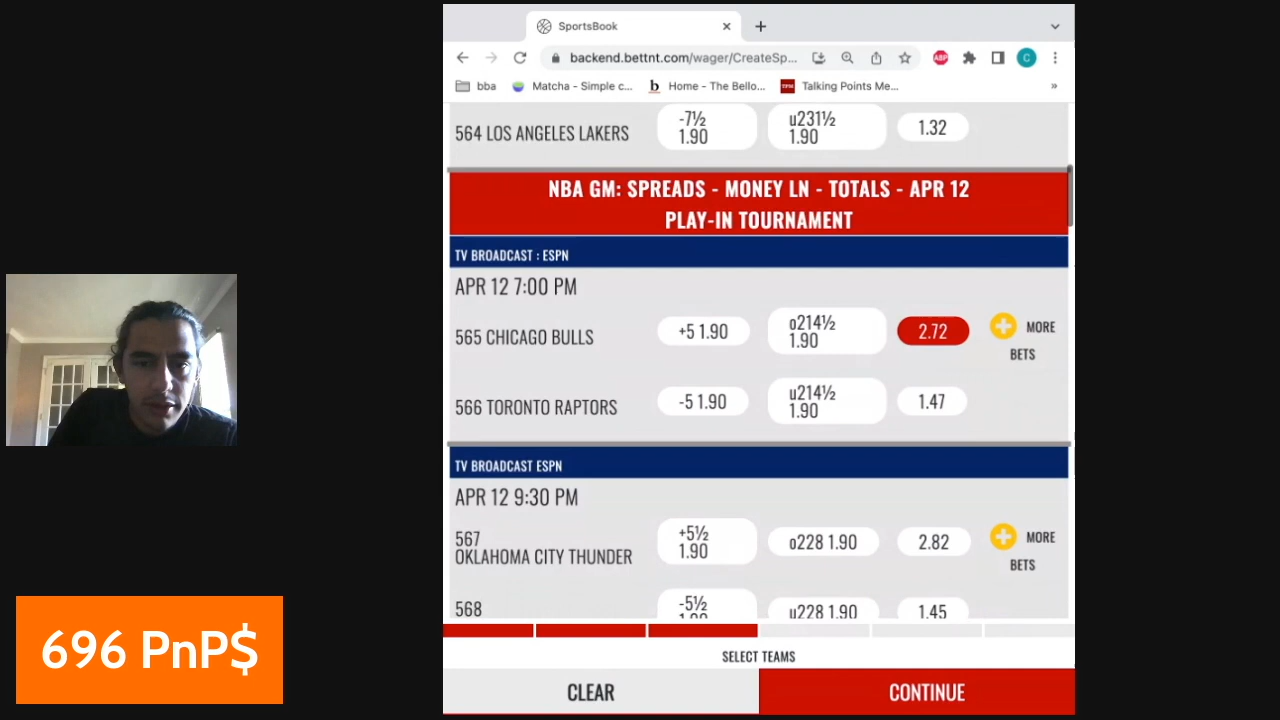 SportsBook
backend.bettnt.com/wager/CreateSp...
ABP
C
bba
Matcha - Simple c...
b Home - The Bello...
TPM Talking Points Me...
»
564 LOS ANGELES LAKERS
-7½
1.90
u231½
1.90
1.32
NBA GM: SPREADS - MONEY LN - TOTALS - APR 12
PLAY-IN TOURNAMENT
TV BROADCAST : ESPN
APR 12 7:00 PM
565 CHICAGO BULLS
+5 1.90
o214½
1.90
2.72
MORE
BETS
566 TORONTO RAPTORS
-5 1.90
u214½
1.90
1.47
TV BROADCAST ESPN
APR 12 9:30 PM
567
OKLAHOMA CITY THUNDER
+5½
1.90
o228 1.90
2.82
MORE
BETS
568
-5½
1.90
u228 1.90
1.45
SELECT TEAMS
CLEAR
CONTINUE
696 PnP$